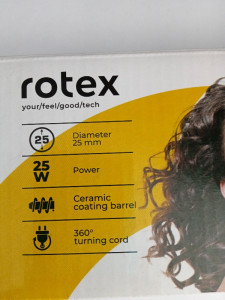 rotex
your/feel/good/tech
25
Diameter
25 mm
25
W
Power
Ceramic
coating barrel
360°
turning cord